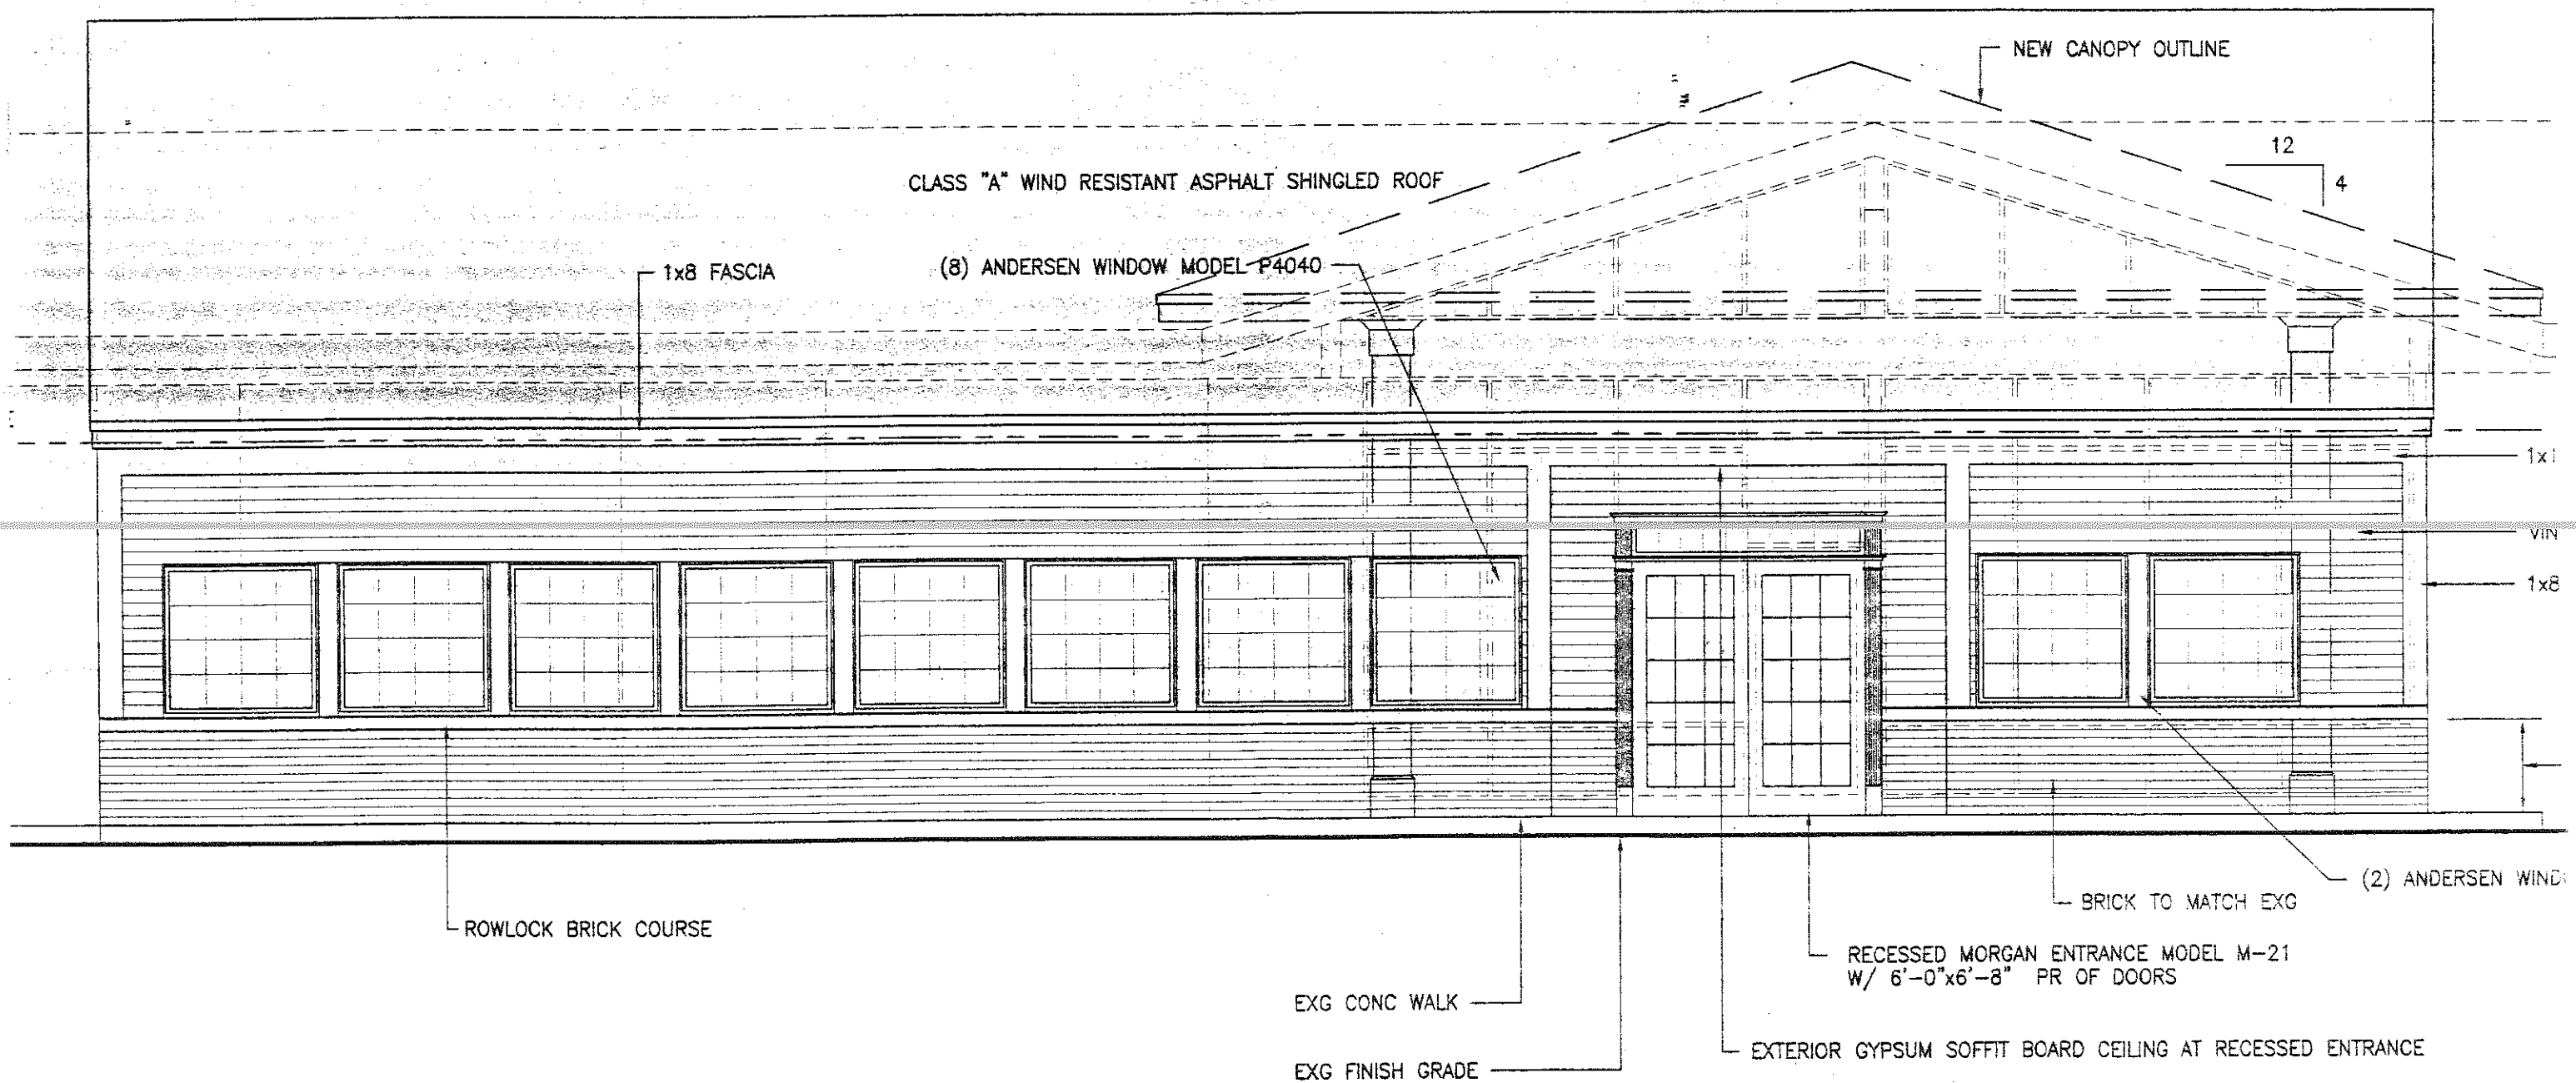 NEW CANOPY OUTLINE
12
4
CLASS "A" WIND RESISTANT ASPHALT SHINGLED ROOF
1x8 FASCIA
(8) ANDERSEN WINDOW MODEL P4040
1x1
VIN
1x8
(2) ANDERSEN WIND
BRICK TO MATCH EXG
ROWLOCK BRICK COURSE
RECESSED MORGAN ENTRANCE MODEL M-21
W/ 6'-0"x6'-8" PR OF DOORS
EXG CONC WALK
EXTERIOR GYPSUM SOFFIT BOARD CEILING AT RECESSED ENTRANCE
EXG FINISH GRADE